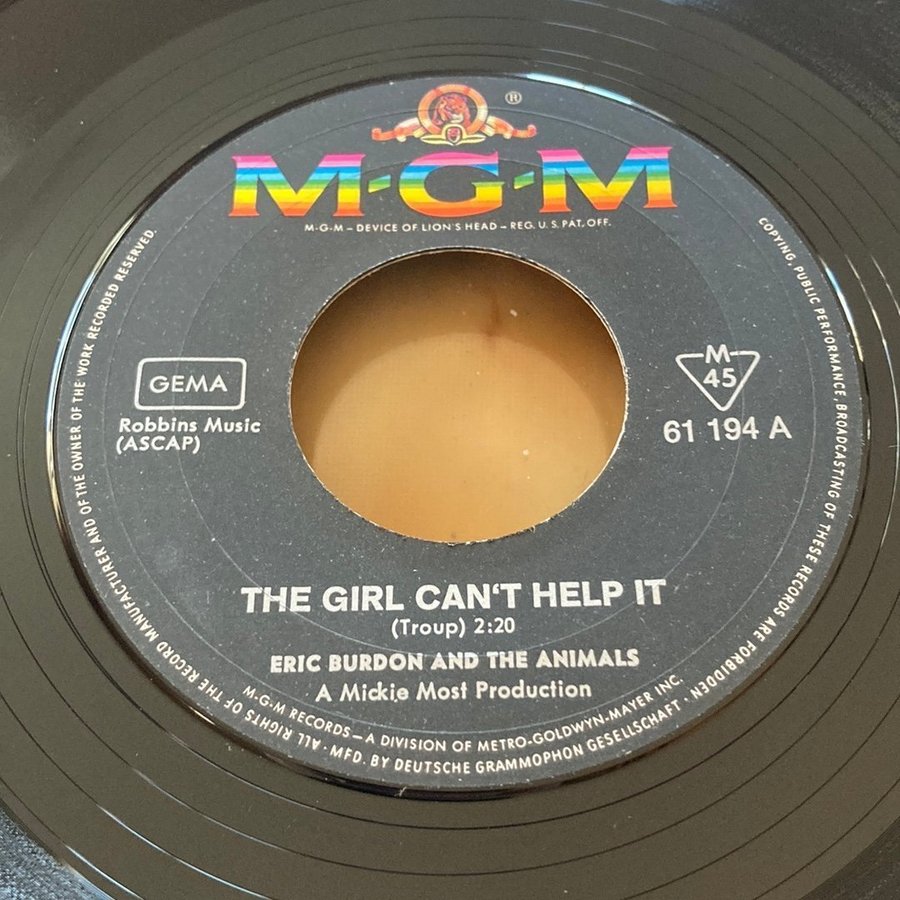 ®
M-G-M
M-G-M – DEVICE OF LION'S HEAD – REG. U. S. PAT. OFF.
GEMA
Robbins Music
(ASCAP)
M
45
61 194 A
THE GIRL CAN'T HELP IT
(Troup) 2:20
ERIC BURDON AND THE ANIMALS
A Mickie Most Production
M-G-M RECORDS – A DIVISION OF METRO-GOLDWYN-MAYER INC.
ALL RIGHTS OF THE RECORD MANUFACTURER AND OF THE OWNER OF THE WORK RECORDED RESERVED. COPYING, PUBLIC PERFORMANCE, BROADCASTING OF THESE RECORDS ARE FORBIDDEN · MFD. BY DEUTSCHE GRAMMOPHON GESELLSCHAFT ·